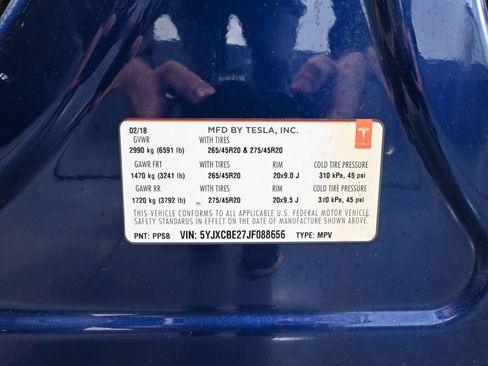 02/18 MFD BY TESLA, INC.
GVWR WITH TIRES
2990 kg (6591 lb) 265/45R20 & 275/45R20
GAWR FRT WITH TIRES RIM COLD TIRE PRESSURE
1470 kg (3241 lb) 265/45R20 20x9.0 J 310 kPa, 45 psi
GAWR RR WITH TIRES RIM COLD TIRE PRESSURE
1720 kg (3792 lb) 275/45R20 20x9.5 J 310 kPa, 45 psi
THIS VEHICLE CONFORMS TO ALL APPLICABLE U.S. FEDERAL MOTOR VEHICLE
SAFETY STANDARDS IN EFFECT ON THE DATE OF MANUFACTURE SHOWN ABOVE.
PNT: PPSB VIN: 5YJXCBE27JF088656 TYPE: MPV
TESLA